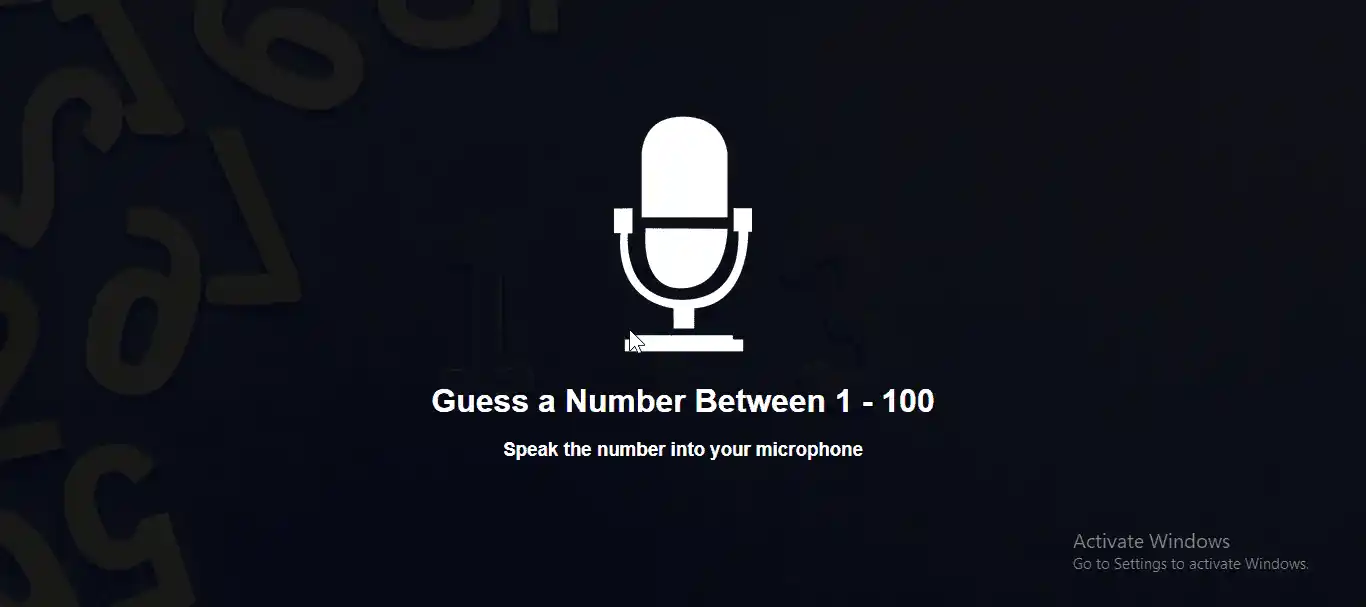 Guess a Number Between 1 - 100
Speak the number into your microphone
Activate Windows
Go to Settings to activate Windows.